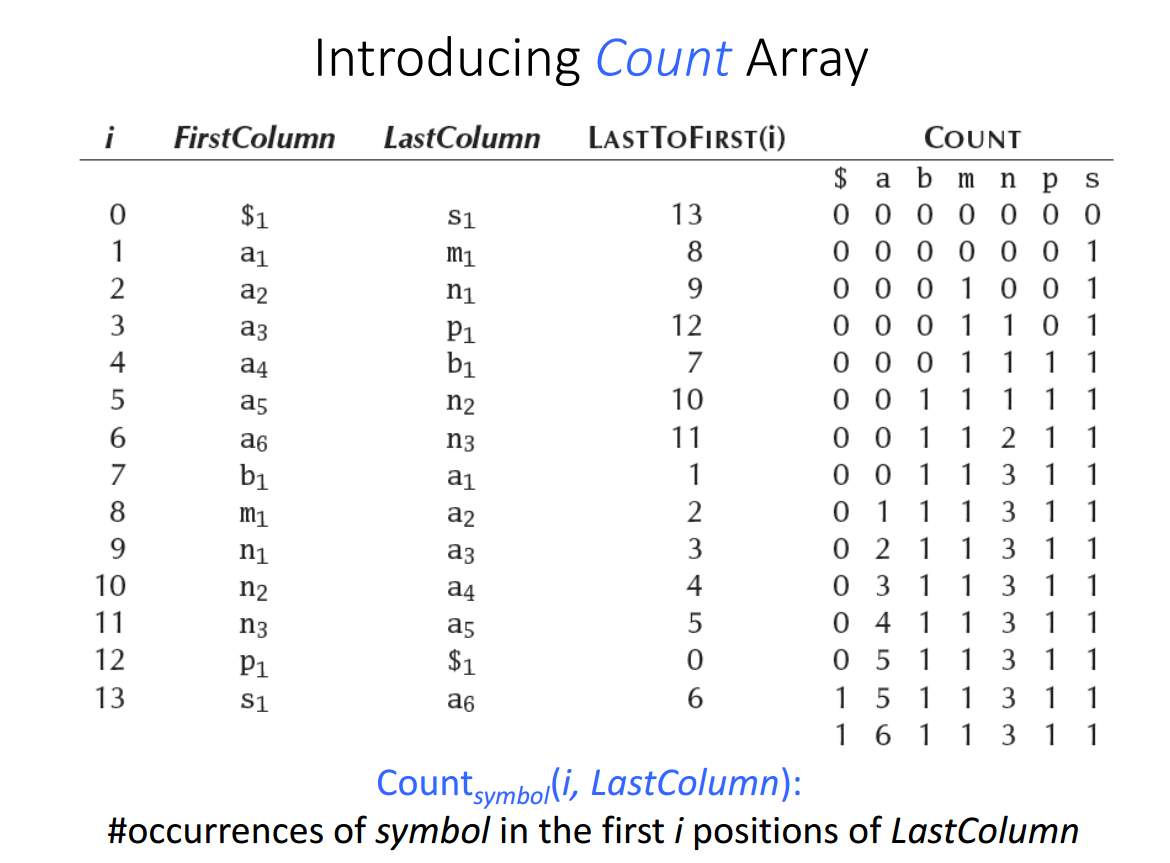 Introducing Count Array
i FirstColumn LastColumn LASTTOFIRST(i) COUNT
$ a b m n p s
0 $₁ s₁ 13 0 0 0 0 0 0 0
1 a₁ m₁ 8 0 0 0 0 0 0 1
2 a₂ n₁ 9 0 0 0 1 0 0 1
3 a₃ p₁ 12 0 0 0 1 1 0 1
4 a₄ b₁ 7 0 0 0 1 1 1 1
5 a₅ n₂ 10 0 0 1 1 1 1 1
6 a₆ n₃ 11 0 0 1 1 2 1 1
7 b₁ a₁ 1 0 0 1 1 3 1 1
8 m₁ a₂ 2 0 1 1 1 3 1 1
9 n₁ a₃ 3 0 2 1 1 3 1 1
10 n₂ a₄ 4 0 3 1 1 3 1 1
11 n₃ a₅ 5 0 4 1 1 3 1 1
12 p₁ $₁ 0 0 5 1 1 3 1 1
13 s₁ a₆ 6 1 5 1 1 3 1 1
1 6 1 1 3 1 1
Countsymbol(i, LastColumn):
#occurrences of symbol in the first i positions of LastColumn